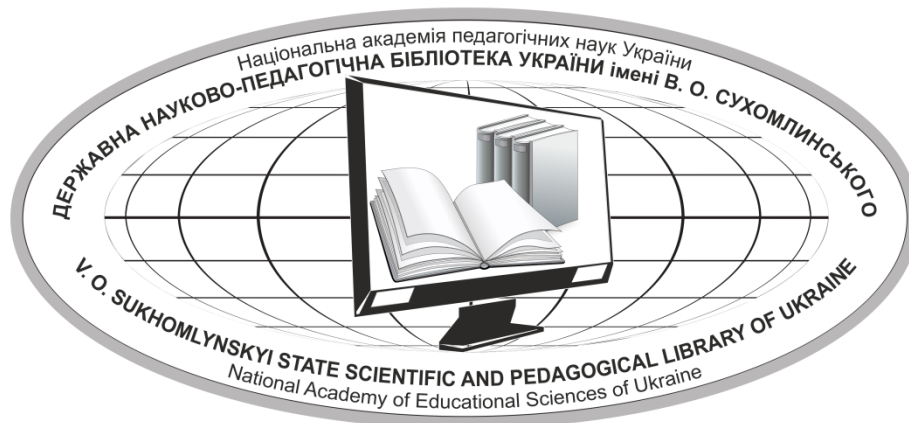 Національна академія педагогічних наук України
ДЕРЖАВНА НАУКОВО-ПЕДАГОГІЧНА БІБЛІОТЕКА УКРАЇНИ імені В. О. СУХОМЛИНСЬКОГО
V. O. SUKHOMLYNSKYI STATE SCIENTIFIC AND PEDAGOGICAL LIBRARY OF UKRAINE
National Academy of Educational Sciences of Ukraine